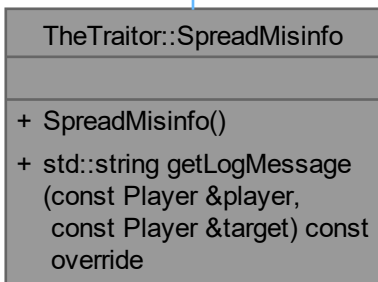 TheTraitor::SpreadMisinfo
+ SpreadMisinfo()
+ std::string getLogMessage
(const Player &player,
const Player &target) const
override